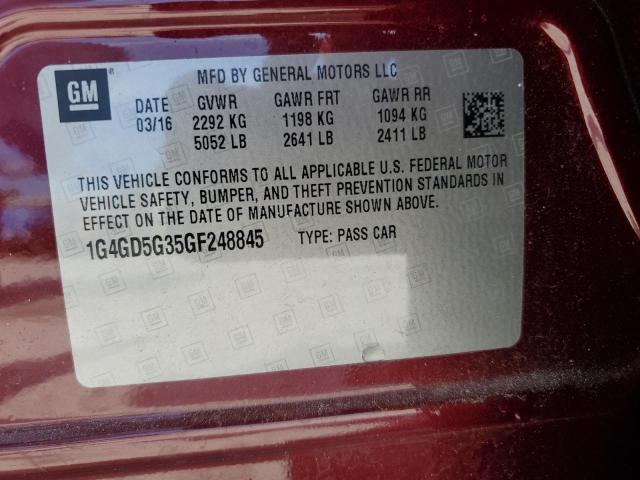 GM ®
MFD BY GENERAL MOTORS LLC
DATE GVWR GAWR FRT GAWR RR
03/16 2292 KG 1198 KG 1094 KG
5052 LB 2641 LB 2411 LB
THIS VEHICLE CONFORMS TO ALL APPLICABLE U.S. FEDERAL MOTOR
VEHICLE SAFETY, BUMPER, AND THEFT PREVENTION STANDARDS IN
EFFECT ON THE DATE OF MANUFACTURE SHOWN ABOVE.
1G4GD5G35GF248845 TYPE: PASS CAR